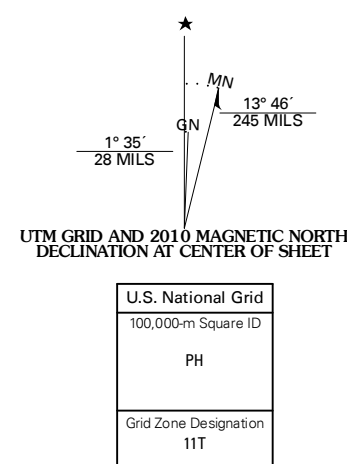 ★
MN
GN
13° 46´
245 MILS
1° 35´
28 MILS
UTM GRID AND 2010 MAGNETIC NORTH
DECLINATION AT CENTER OF SHEET
U.S. National Grid
100,000-m Square ID
PH
Grid Zone Designation
11T